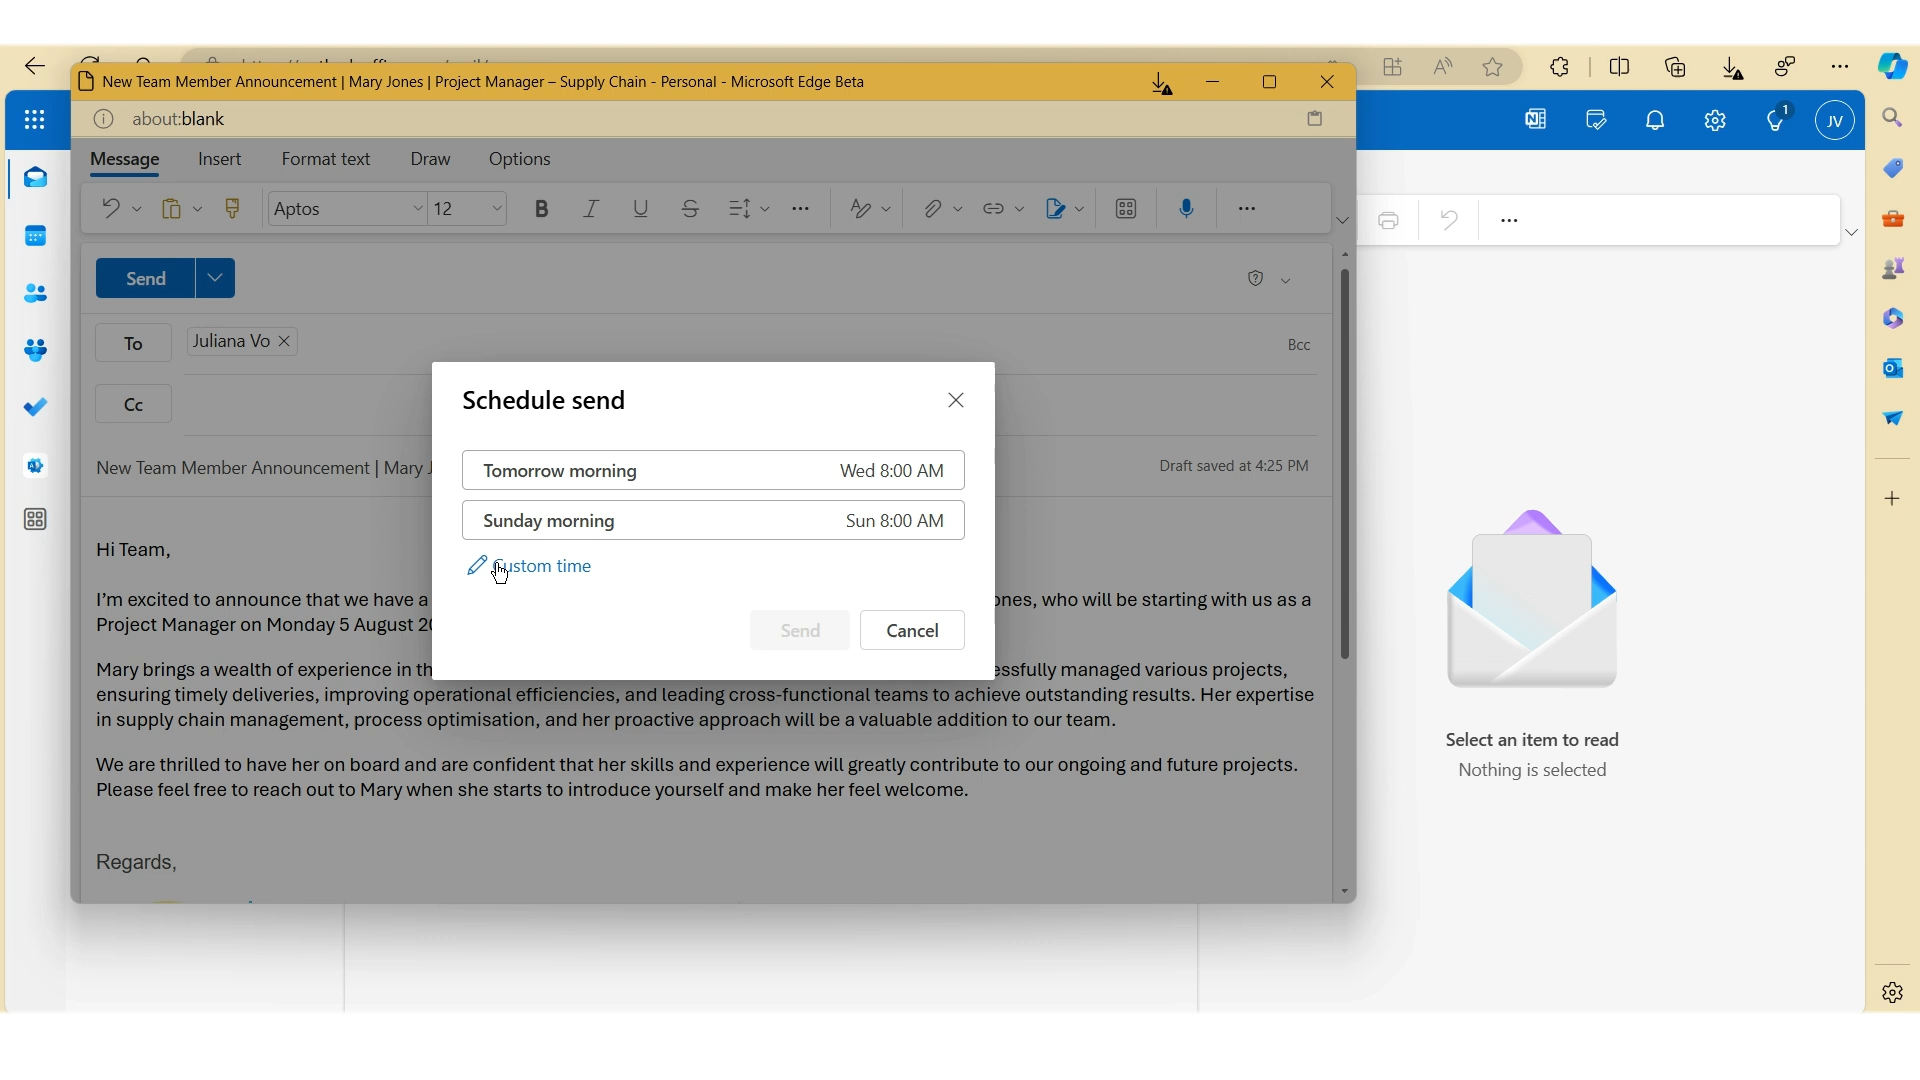 New Team Member Announcement | Mary Jones | Project Manager – Supply Chain - Personal - Microsoft Edge Beta
about:blank
1
JV
Message Insert Format text Draw Options
Aptos 12
Send
To Juliana Vo Bcc
Cc
New Team Member Announcement | Mary J
Draft saved at 4:25 PM
Schedule send
Tomorrow morning Wed 8:00 AM
Sunday morning Sun 8:00 AM
Custom time
Send Cancel
Hi Team,
I'm excited to announce that we have a ones, who will be starting with us as a
Project Manager on Monday 5 August
Mary brings a wealth of experience in th essfully managed various projects,
ensuring timely deliveries, improving operational efficiencies, and leading cross-functional teams to achieve outstanding results. Her expertise
in supply chain management, process optimisation, and her proactive approach will be a valuable addition to our team.
We are thrilled to have her on board and are confident that her skills and experience will greatly contribute to our ongoing and future projects.
Please feel free to reach out to Mary when she starts to introduce yourself and make her feel welcome.
Regards,
Select an item to read
Nothing is selected